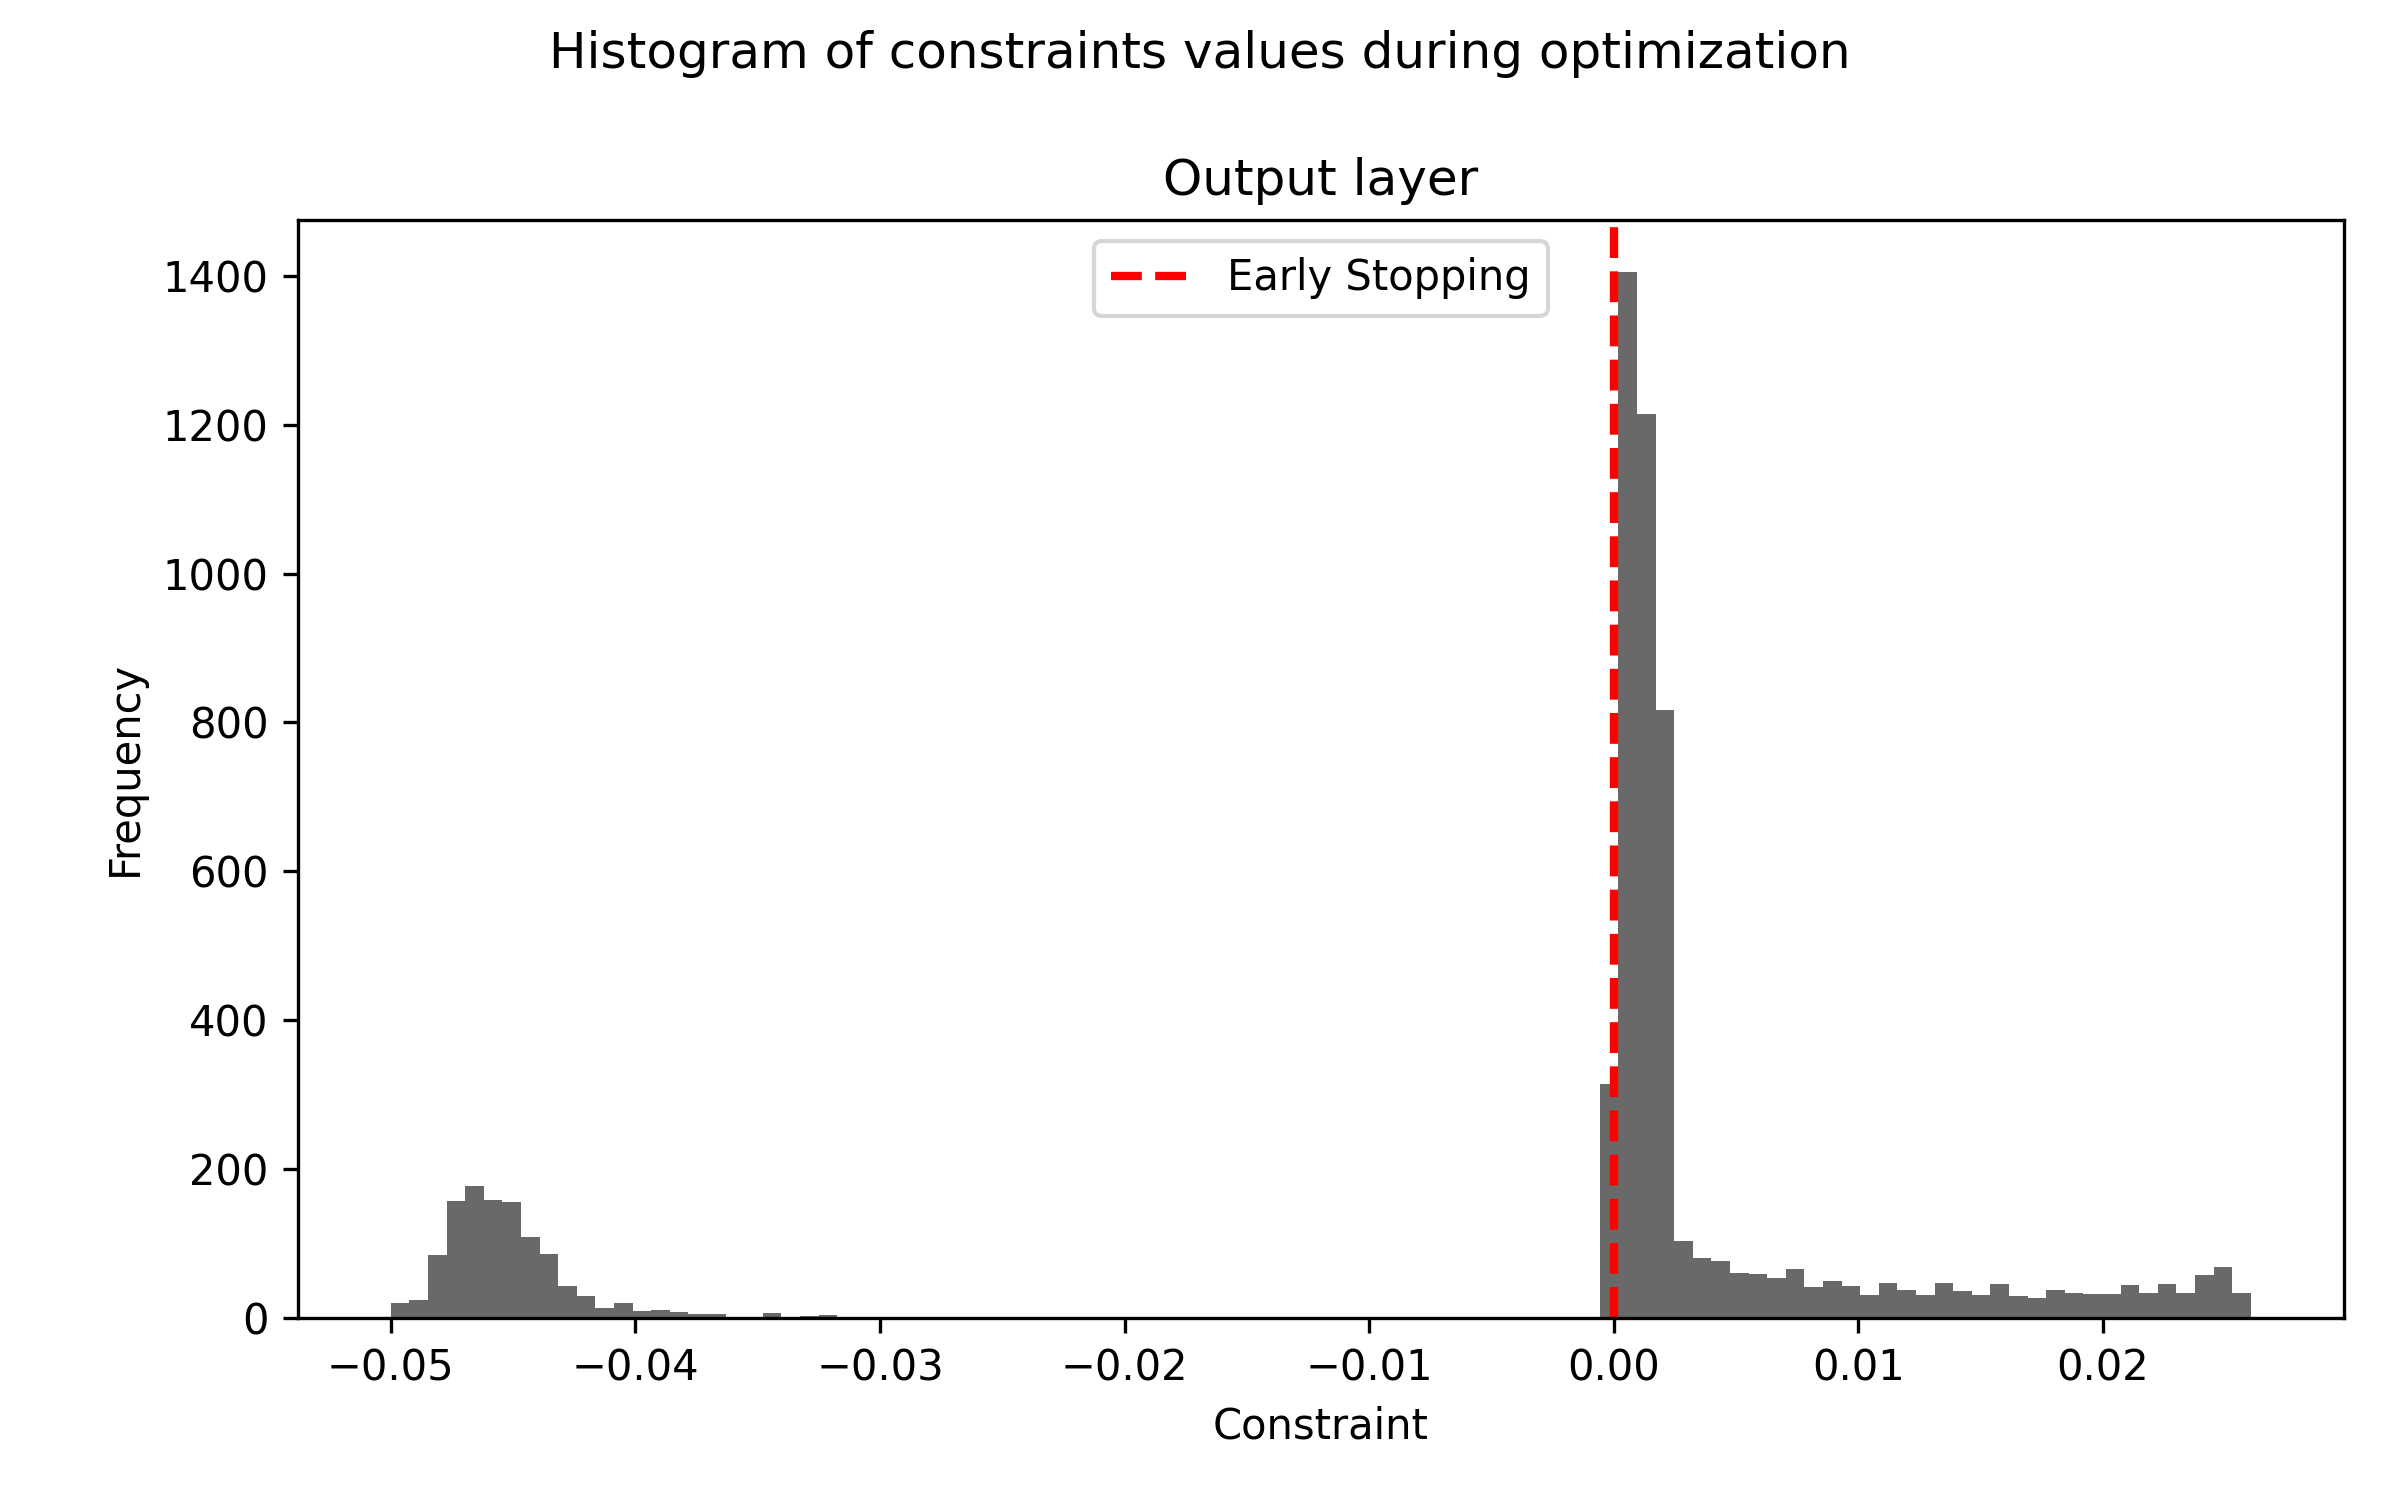 Histogram of constraints values during optimization
Output layer
Early Stopping
1400
1200
1000
800
600
400
200
0
Frequency
−0.05 −0.04 −0.03 −0.02 −0.01 0.00 0.01 0.02
Constraint